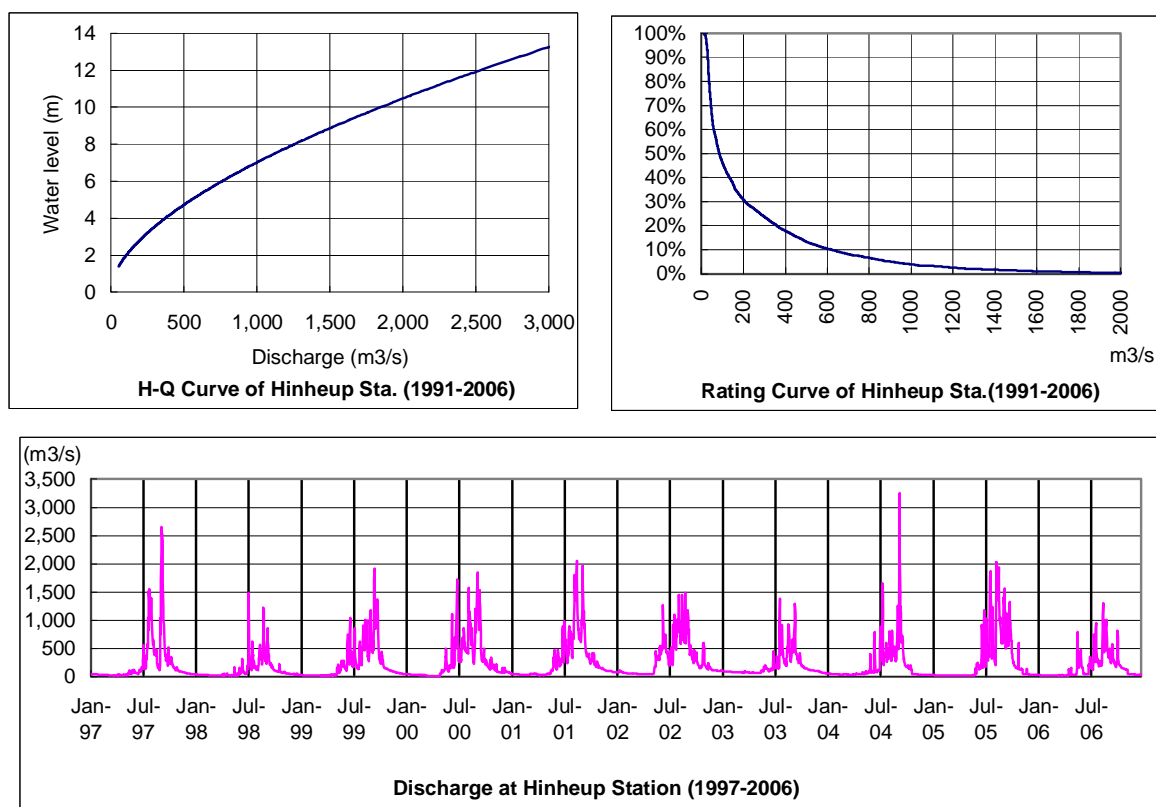 14
12
10
8
6
4
2
0
Water level (m)
0 500 1,000 1,500 2,000 2,500 3,000
Discharge (m3/s)
H-Q Curve of Hinheup Sta. (1991-2006)
100%
90%
80%
70%
60%
50%
40%
30%
20%
10%
0%
0 200 400 600 800 1000 1200 1400 1600 1800 2000
m3/s
Rating Curve of Hinheup Sta.(1991-2006)
(m3/s)
3,500
3,000
2,500
2,000
1,500
1,000
500
0
Jan- Jul- Jan- Jul- Jan- Jul- Jan- Jul- Jan- Jul- Jan- Jul- Jan- Jul- Jan- Jul- Jan- Jul- Jan- Jul-
97 97 98 98 99 99 00 00 01 01 02 02 03 03 04 04 05 05 06 06
Discharge at Hinheup Station (1997-2006)